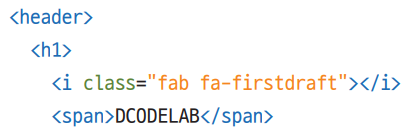 <header>
<h1>
<i class="fab fa-firstdraft"></i>
<span>DCODELAB</span>